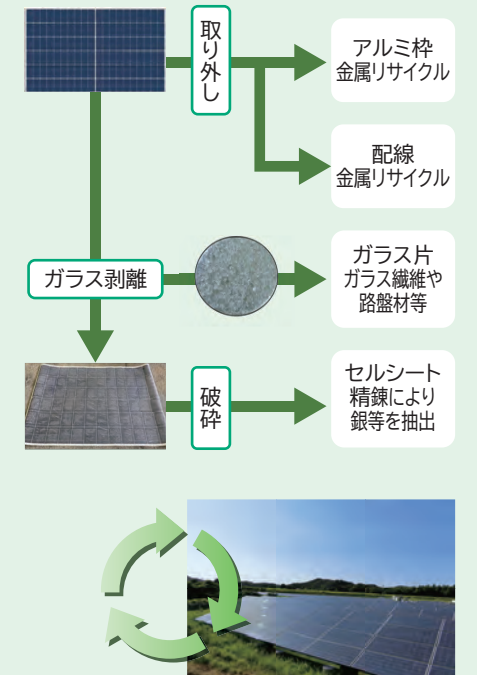 取り外し
アルミ枠
金属リサイクル
配線
金属リサイクル
ガラス剥離
ガラス片
ガラス繊維や
路盤材等
破砕
セルシート
精錬により
銀等を抽出